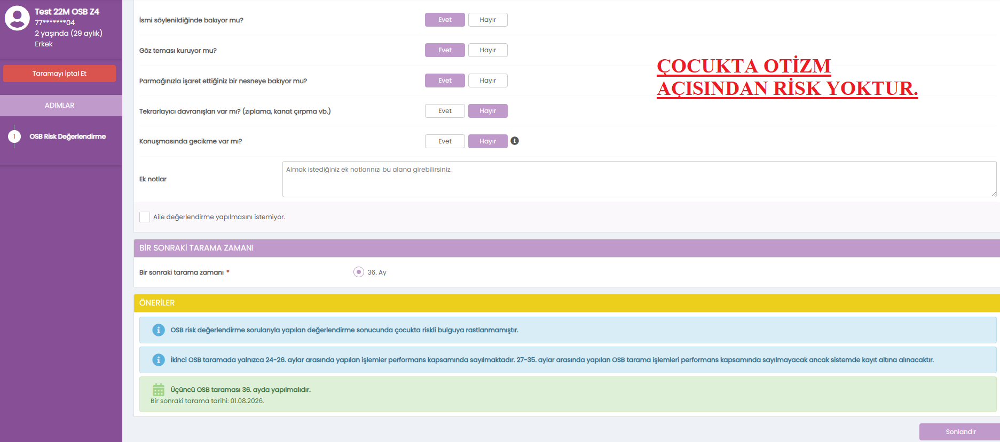 Test 22M OSB Z4
77*******04
2 yaşında (29 aylık)
Erkek
Taramayı İptal Et
ADIMLAR
1 OSB Risk Değerlendirme
İsmi söylenildiğinde bakıyor mu? Evet Hayır
Göz teması kuruyor mu? Evet Hayır
Parmağınızla işaret ettiğiniz bir nesneye bakıyor mu? Evet Hayır
Tekrarlayıcı davranışları var mı? (zıplama, kanat çırpma vb.) Evet Hayır
Konuşmasında gecikme var mı? Evet Hayır
ÇOCUKTA OTİZM
AÇISINDAN RİSK YOKTUR.
Ek notlar
Almak istediğiniz ek notlarınızı bu alana girebilirsiniz.
Aile değerlendirme yapılmasını istemiyor.
BİR SONRAKİ TARAMA ZAMANI
Bir sonraki tarama zamanı * 36. Ay
ÖNERİLER
OSB risk değerlendirme sorularıyla yapılan değerlendirme sonucunda çocukta riskli bulguya rastlanmamıştır.
İkinci OSB taramada yalnızca 24-26. aylar arasında yapılan işlemler performans kapsamında sayılmaktadır. 27-35. aylar arasında yapılan OSB tarama işlemleri performans kapsamında sayılmayacak ancak sistemde kayıt altına alınacaktır.
Üçüncü OSB taraması 36. ayda yapılmalıdır.
Bir sonraki tarama tarihi: 01.08.2026.
Sonlandır